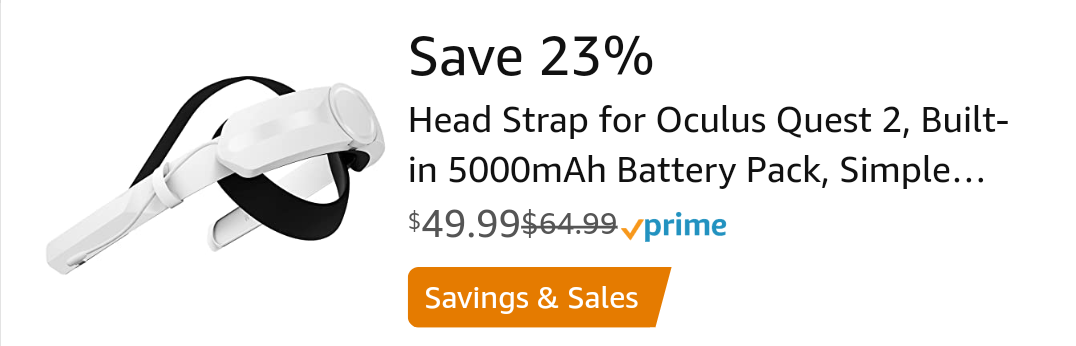 Save 23%
Head Strap for Oculus Quest 2, Built-
in 5000mAh Battery Pack, Simple...
$49.99$64.99 prime
Savings & Sales